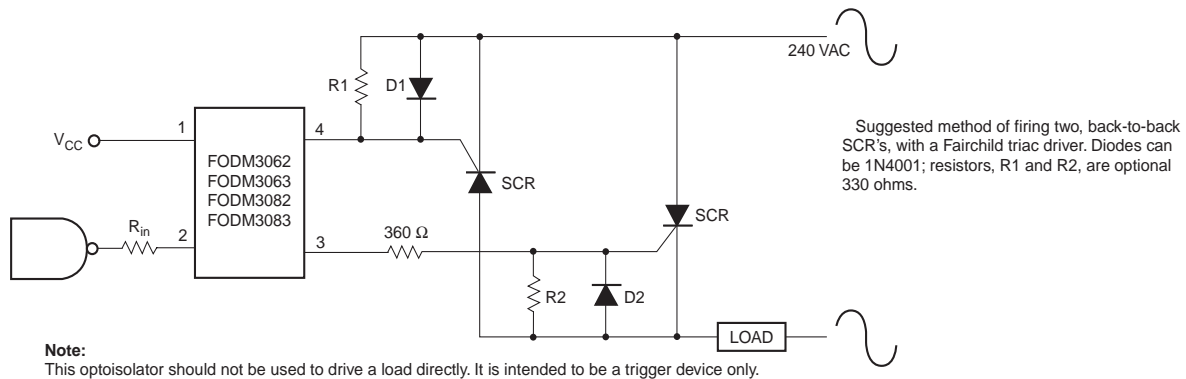 240 VAC
R1
D1
V_CC
1
4
FODM3062
FODM3063
FODM3082
FODM3083
SCR
SCR
R_in
2
3
360 Ω
R2
D2
LOAD
Suggested method of firing two, back-to-back
SCR's, with a Fairchild triac driver. Diodes can
be 1N4001; resistors, R1 and R2, are optional
330 ohms.
Note:
This optoisolator should not be used to drive a load directly. It is intended to be a trigger device only.